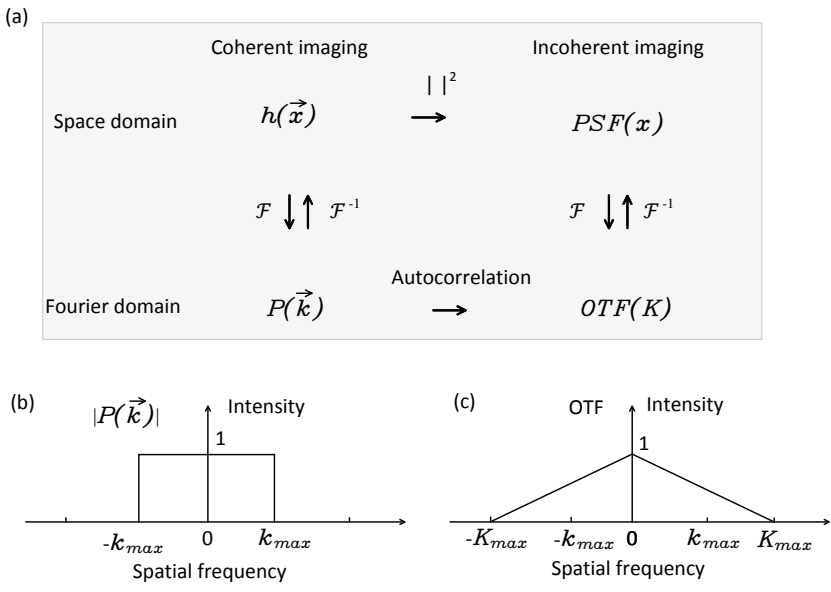 (a)
Coherent imaging
Incoherent imaging
| |²
Space domain
h(x⃗)
PSF(x)
ℱ
ℱ⁻¹
ℱ
ℱ⁻¹
Autocorrelation
Fourier domain
P(k⃗)
OTF(K)
(b)
|P(k⃗)|
Intensity
1
-k_max
0
k_max
Spatial frequency
(c)
OTF
Intensity
1
-K_max
-k_max
0
k_max
K_max
Spatial frequency